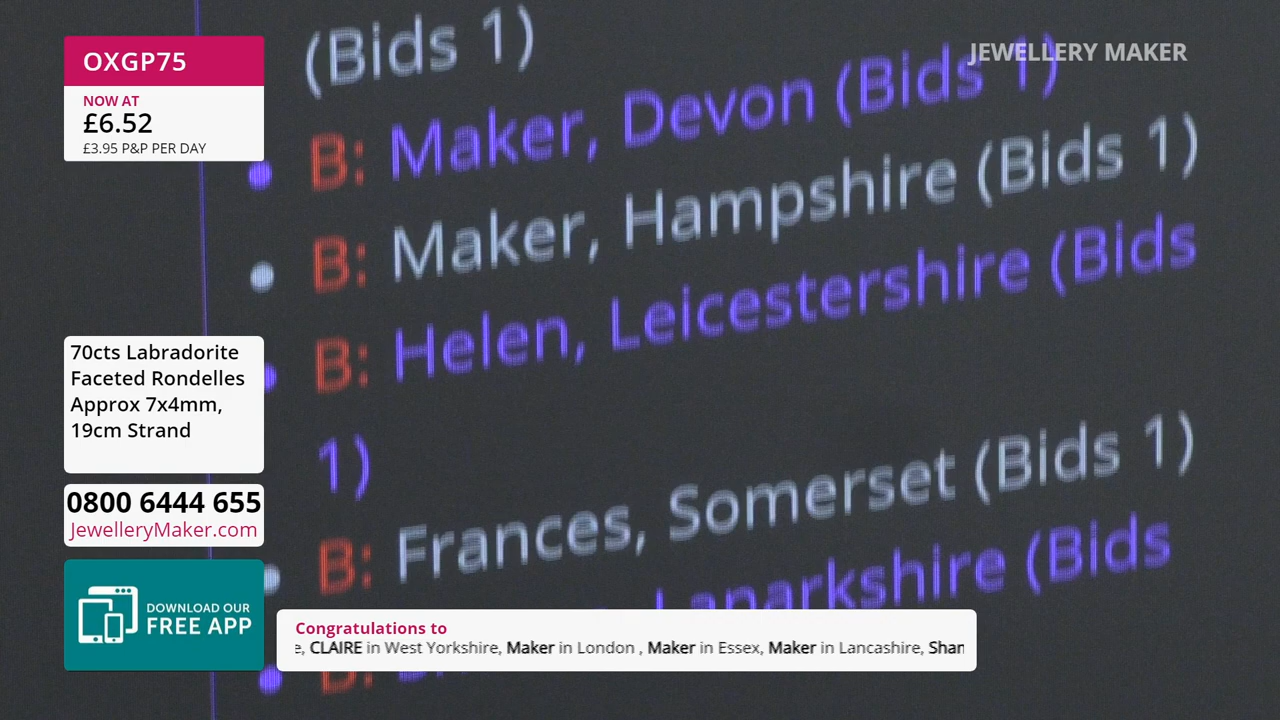 OXGP75
NOW AT
£6.52
£3.95 P&P PER DAY
JEWELLERY MAKER
(Bids 1)
B: Maker, Devon (Bids 1)
B: Maker, Hampshire (Bids 1)
B: Helen, Leicestershire (Bids
1)
B: Frances, Somerset (Bids 1)
Lanarkshire (Bids
B:
70cts Labradorite
Faceted Rondelles
Approx 7x4mm,
19cm Strand
0800 6444 655
JewelleryMaker.com
DOWNLOAD OUR
FREE APP
Congratulations to
e, CLAIRE in West Yorkshire, Maker in London , Maker in Essex, Maker in Lancashire, Shar